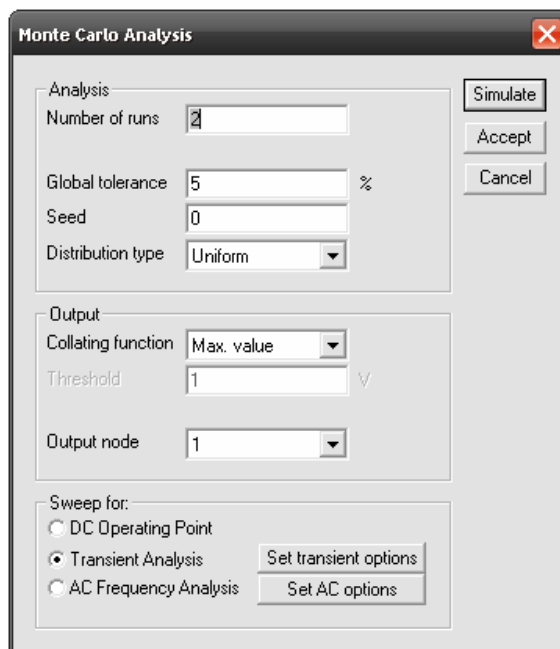 Monte Carlo Analysis
Analysis
Number of runs 2
Global tolerance 5 %
Seed 0
Distribution type Uniform
Simulate
Accept
Cancel
Output
Collating function Max. value
Threshold 1 V
Output node 1
Sweep for:
DC Operating Point
Transient Analysis Set transient options
AC Frequency Analysis Set AC options